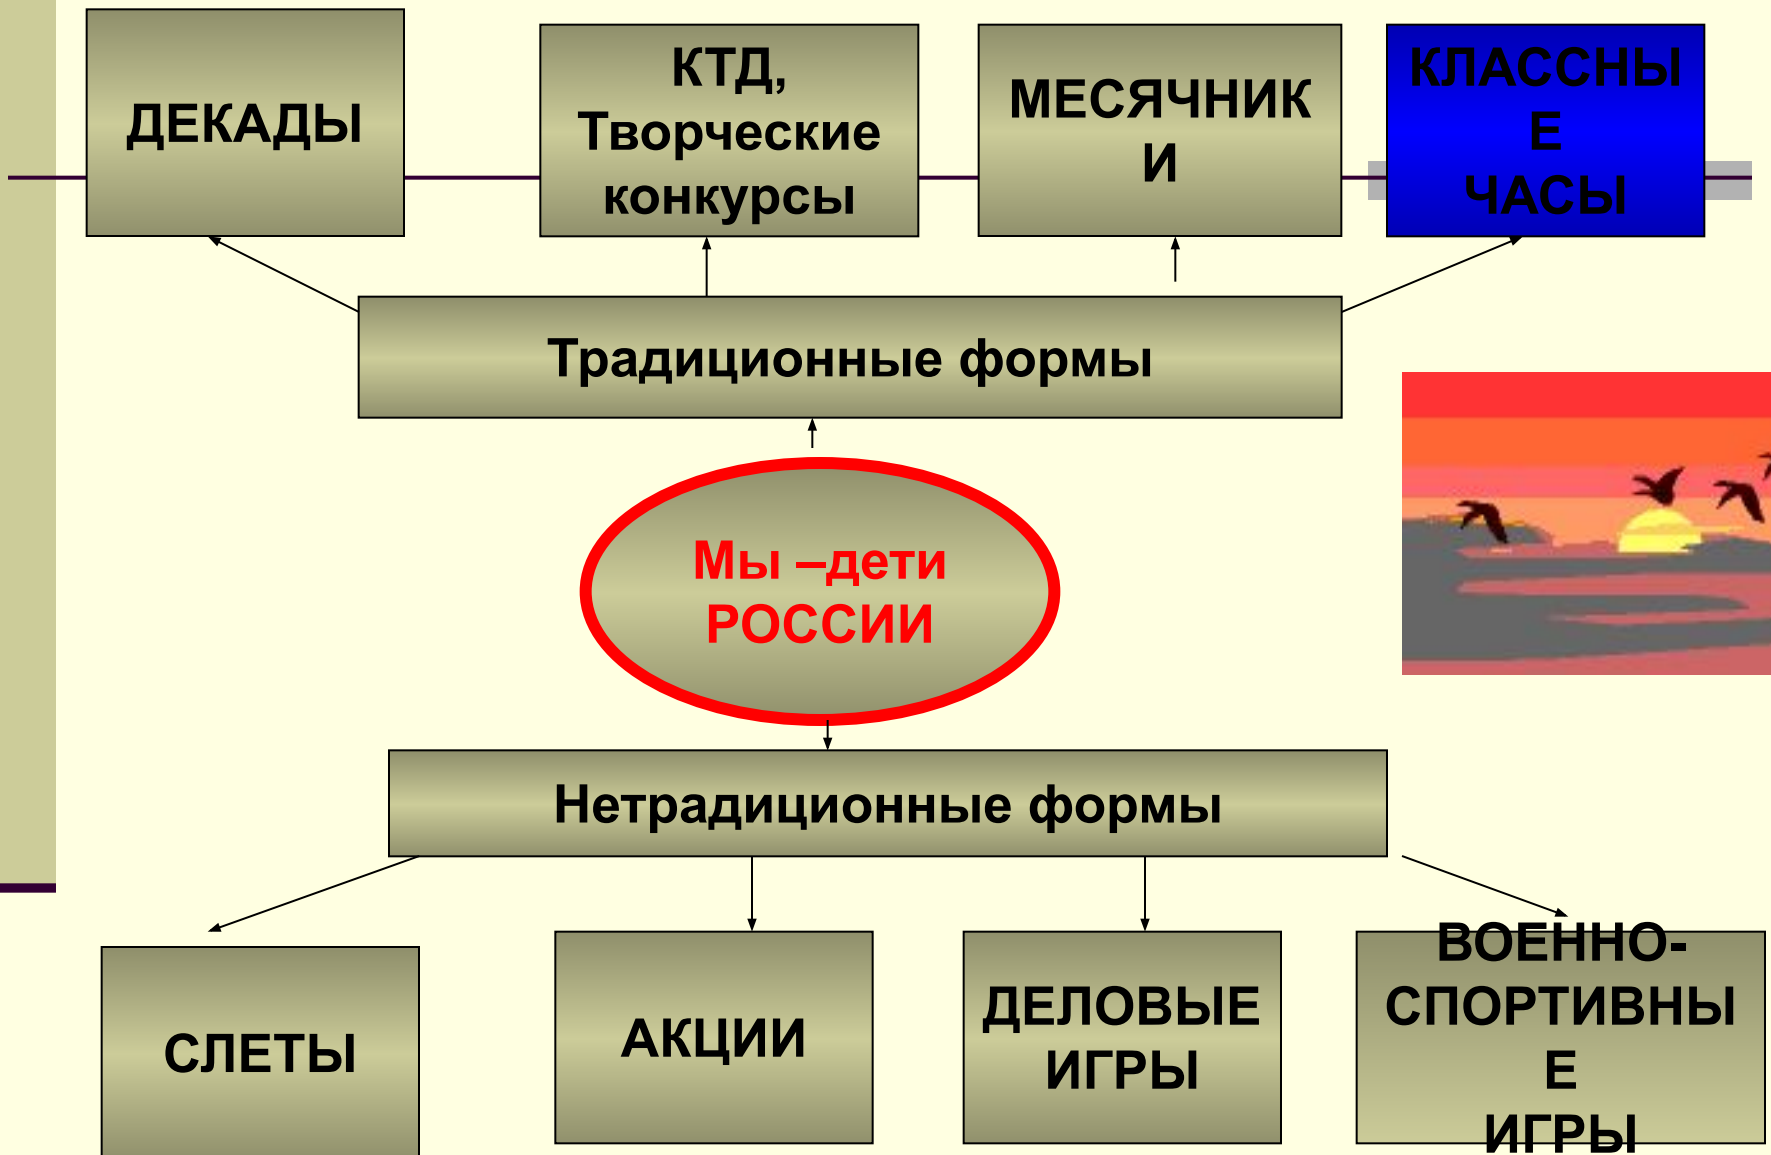 ДЕКАДЫ
КТД,
Творческие
конкурсы
МЕСЯЧНИК
И
КЛАССНЫ
Е
ЧАСЫ
Традиционные формы
Мы –дети
РОССИИ
Нетрадиционные формы
СЛЕТЫ
АКЦИИ
ДЕЛОВЫЕ
ИГРЫ
ВОЕННО-
СПОРТИВНЫ
Е
ИГРЫ